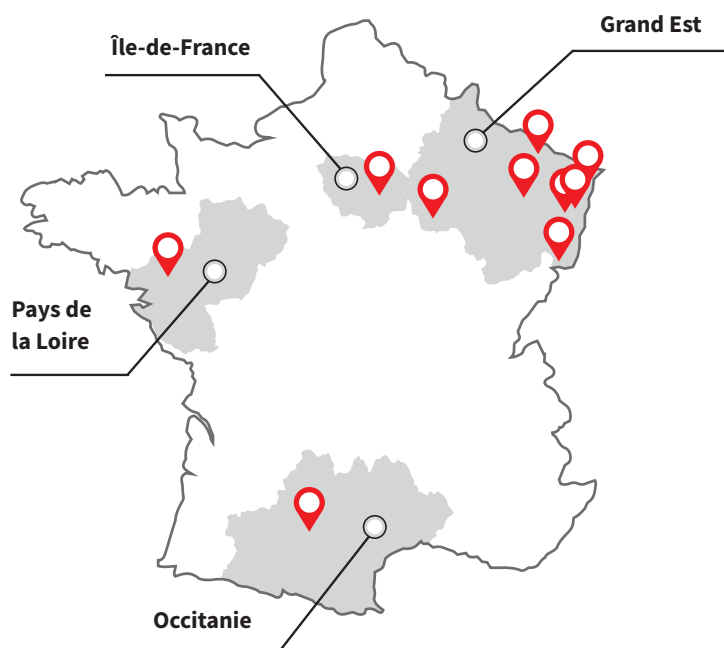 Grand Est
Île-de-France
Pays de
la Loire
Occitanie